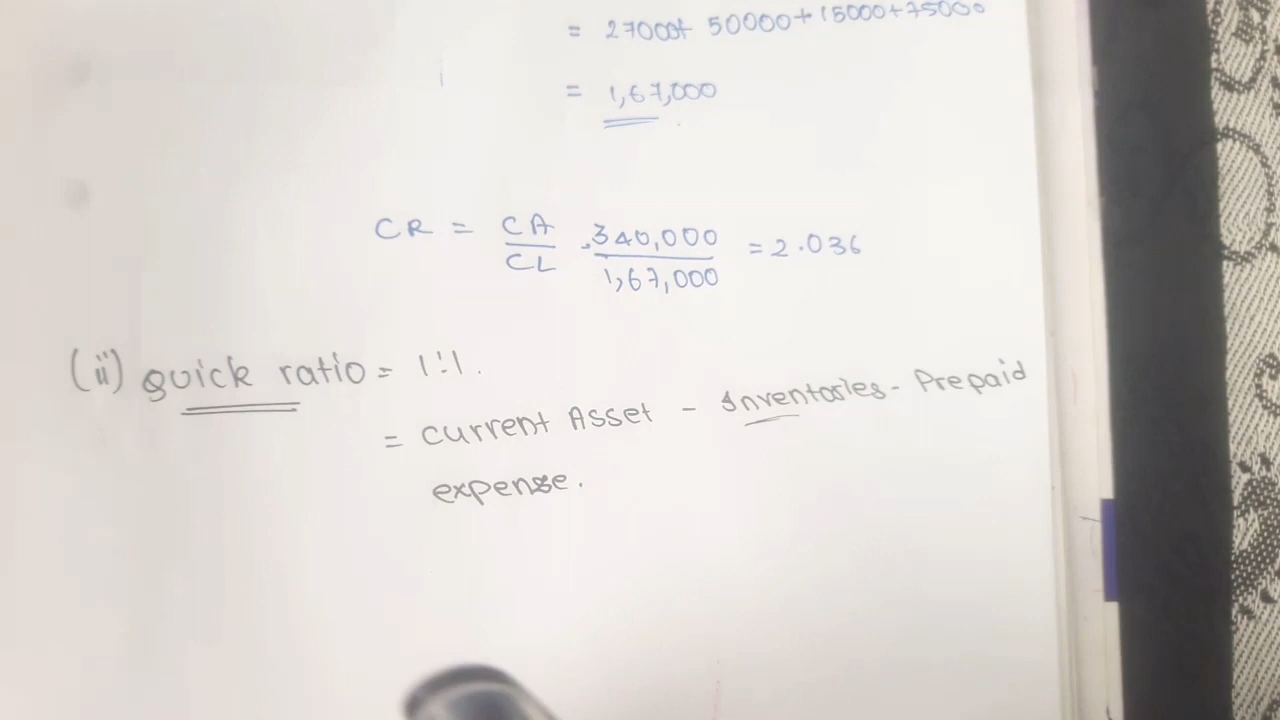 = 27000+ 50000+15000+75000
= 1,67,000
CR = CA/CL 340,000/1,67,000 = 2.036
(ii) quick ratio = 1:1.
= current Asset - Inventories - Prepaid
expense.